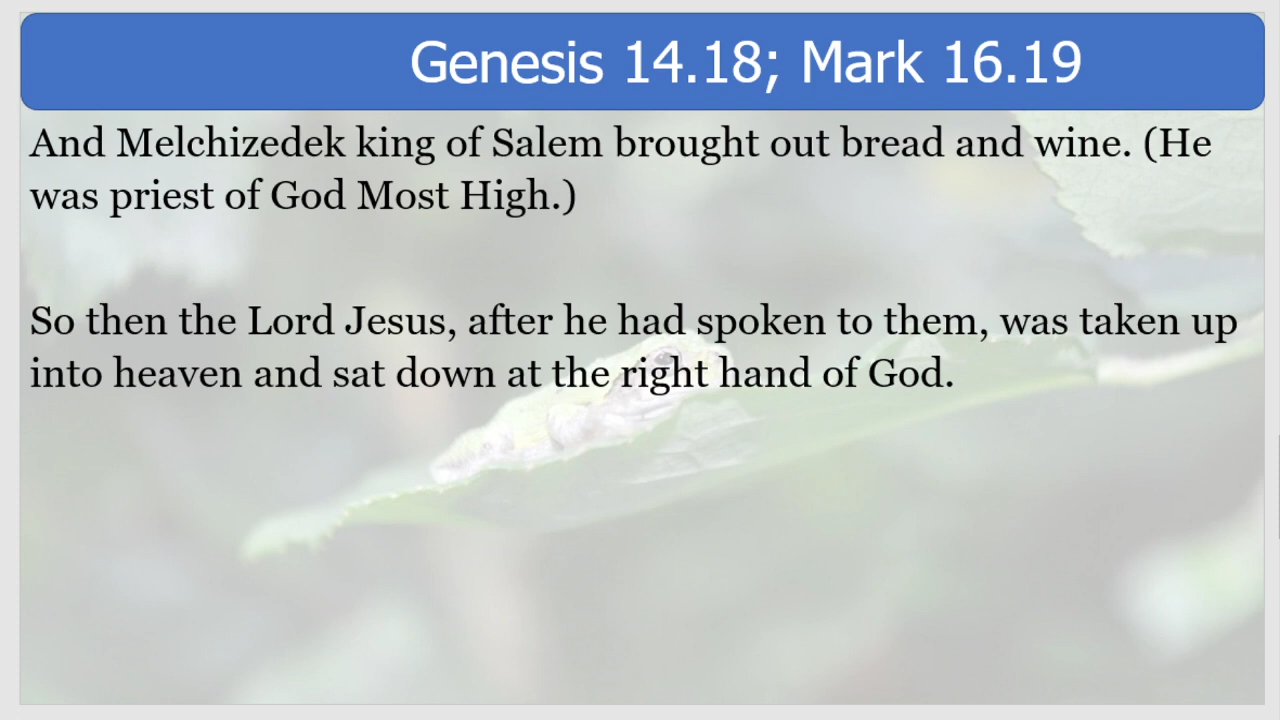 Genesis 14.18; Mark 16.19
And Melchizedek king of Salem brought out bread and wine. (He
was priest of God Most High.)
So then the Lord Jesus, after he had spoken to them, was taken up
into heaven and sat down at the right hand of God.